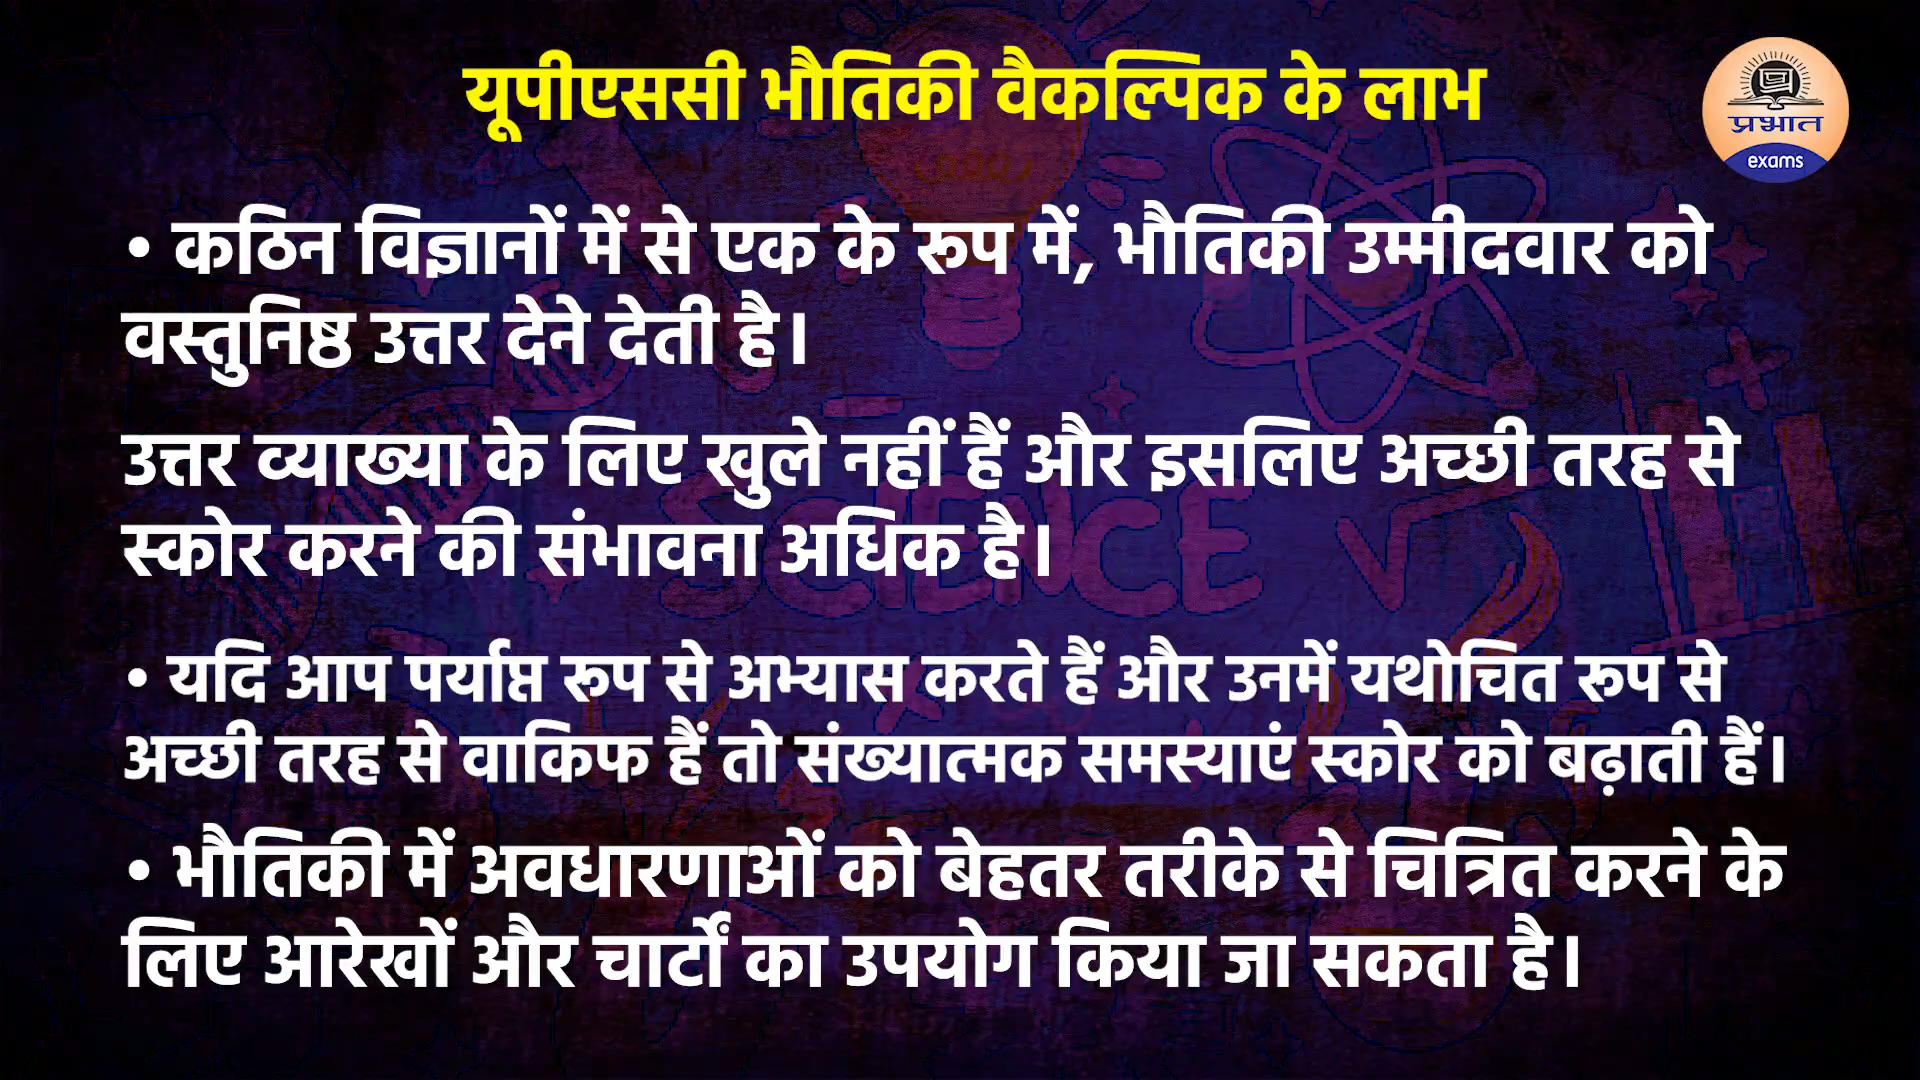 यूपीएससी भौतिकी वैकल्पिक के लाभ
प्रभात
exams
• कठिन विज्ञानों में से एक के रूप में, भौतिकी उम्मीदवार को
वस्तुनिष्ठ उत्तर देने देती है।
उत्तर व्याख्या के लिए खुले नहीं हैं और इसलिए अच्छी तरह से
स्कोर करने की संभावना अधिक है।
• यदि आप पर्याप्त रूप से अभ्यास करते हैं और उनमें यथोचित रूप से
अच्छी तरह से वाकिफ हैं तो संख्यात्मक समस्याएं स्कोर को बढ़ाती हैं।
• भौतिकी में अवधारणाओं को बेहतर तरीके से चित्रित करने के
लिए आरेखों और चार्टों का उपयोग किया जा सकता है।
SCIENCE